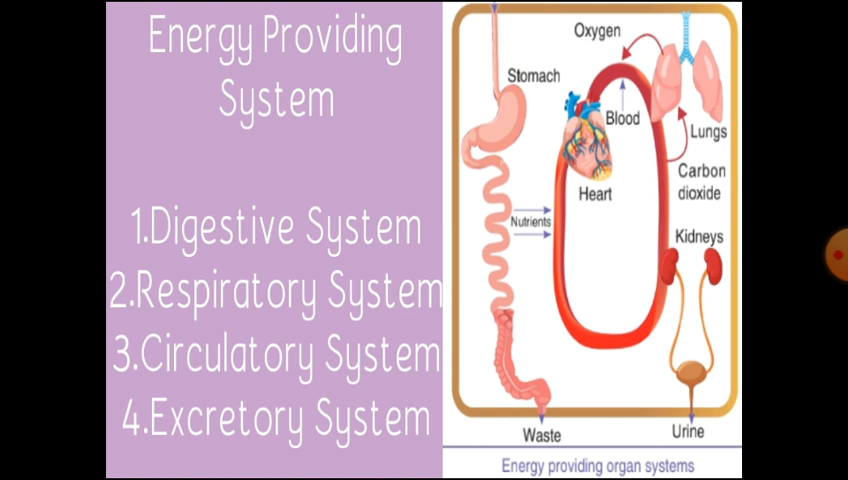 Energy Providing
System
1.Digestive System
2.Respiratory System
3.Circulatory System
4.Excretory System
Oxygen
Stomach
Blood
Lungs
Carbon
dioxide
Heart
Nutrients
Kidneys
Waste
Urine
Energy providing organ systems